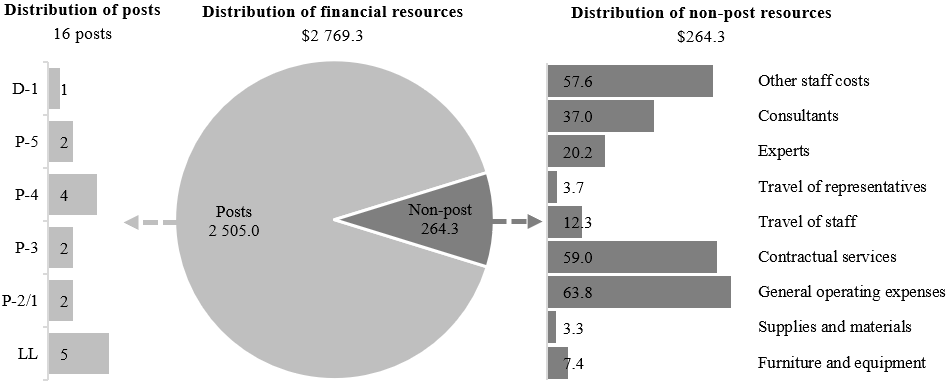 Distribution of posts
16 posts
D-1 1
P-5 2
P-4 4
P-3 2
P-2/1 2
LL 5
Distribution of financial resources
$2 769.3
Posts
2 505.0
Non-post
264.3
Distribution of non-post resources
$264.3
57.6 Other staff costs
37.0 Consultants
20.2 Experts
3.7 Travel of representatives
12.3 Travel of staff
59.0 Contractual services
63.8 General operating expenses
3.3 Supplies and materials
7.4 Furniture and equipment